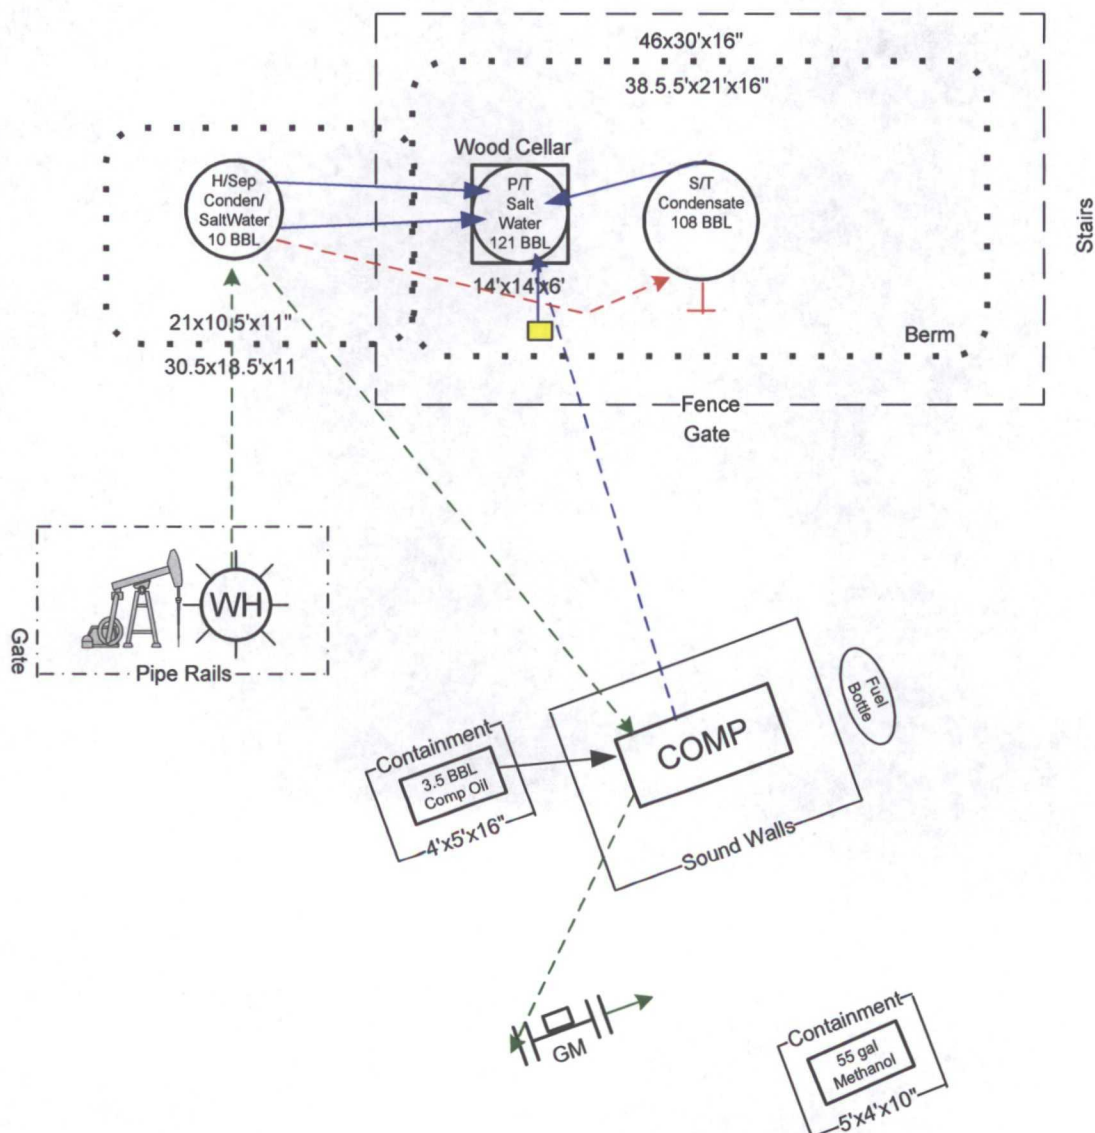 46x30'x16"
38.5.5'x21'x16"
Wood Cellar
H/Sep
Conden/
SaltWater
10 BBL
P/T
Salt
Water
121 BBL
S/T
Condensate
108 BBL
Stairs
14'x14'x6'
21x10.5'x11"
30.5x18.5'x11
Berm
Fence
Gate
WH
Gate
Pipe Rails
Fuel
Bottle
COMP
Containment
3.5 BBL
Comp Oil
4'x5'x16"
Sound Walls
GM
Containment
55 gal
Methanol
5'x4'x10"